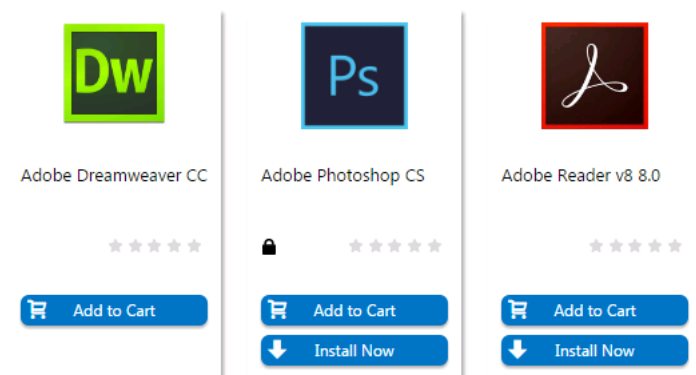 Dw
Ps
Adobe Dreamweaver CC
Adobe Photoshop CS
Adobe Reader v8 8.0
Add to Cart
Add to Cart
Add to Cart
Install Now
Install Now